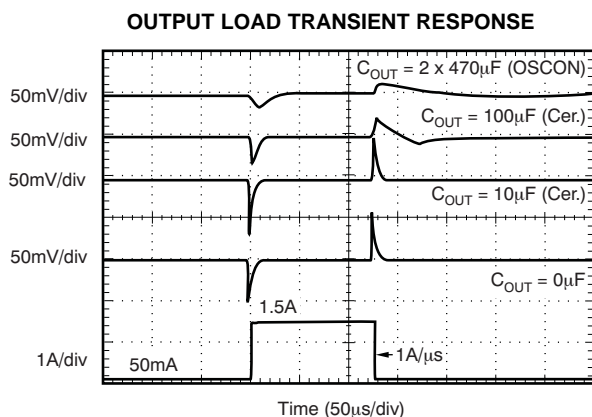 OUTPUT LOAD TRANSIENT RESPONSE
C_OUT = 2 x 470μF (OSCON)
50mV/div
C_OUT = 100μF (Cer.)
50mV/div
50mV/div
C_OUT = 10μF (Cer.)
50mV/div
C_OUT = 0μF
1.5A
1A/div
50mA
1A/μs
Time (50μs/div)